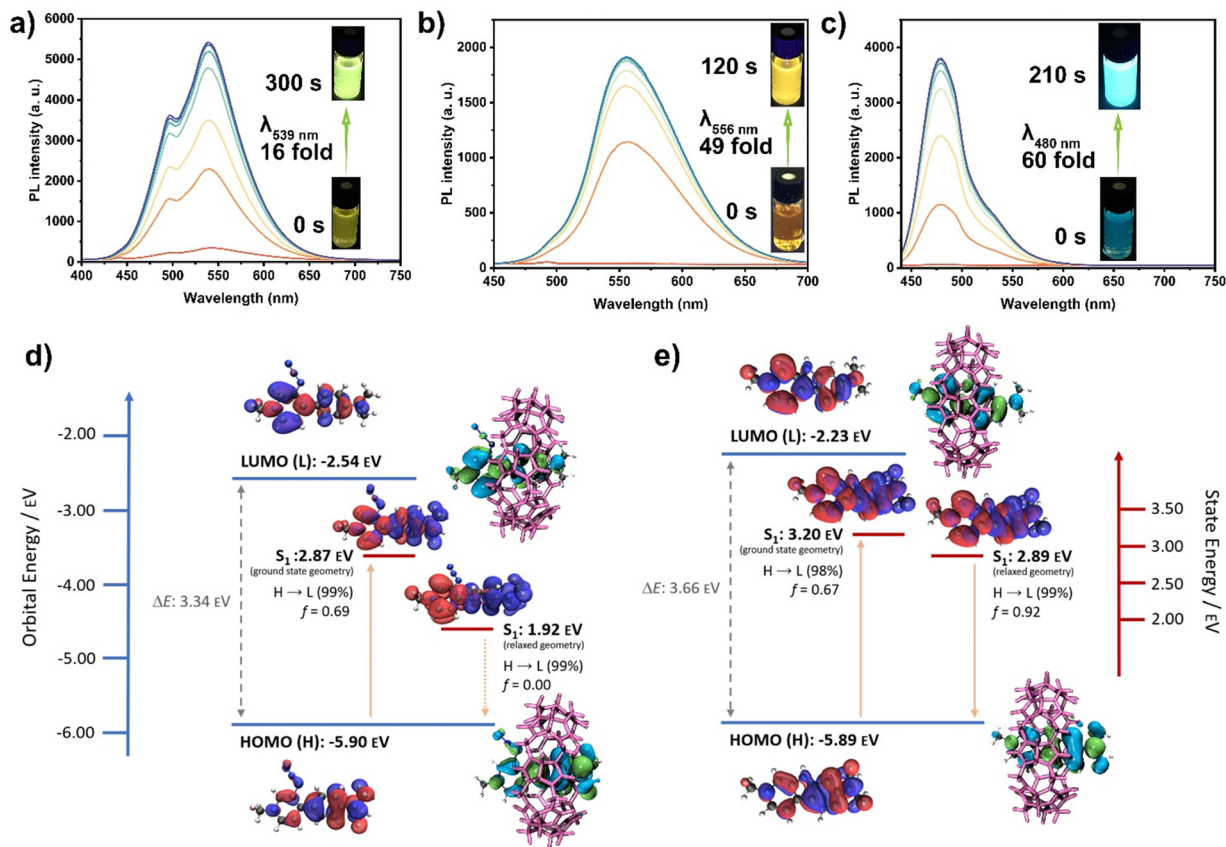 a)
6000
5000
4000
3000
2000
1000
0
PL intensity (a. u.)
400 450 500 550 600 650 700 750
Wavelength (nm)
300 s
λ539 nm
16 fold
0 s
b)
2000
1500
1000
500
0
PL intensity (a. u.)
450 500 550 600 650 700
Wavelength (nm)
120 s
λ556 nm
49 fold
0 s
c)
4000
3000
2000
1000
0
PL intensity (a. u.)
450 500 550 600 650 700 750
Wavelength (nm)
210 s
λ480 nm
60 fold
0 s
d)
Orbital Energy / EV
-2.00
-3.00
-4.00
-5.00
-6.00
LUMO (L): -2.54 EV
ΔE: 3.34 EV
S1: 2.87 EV
(ground state geometry)
H → L (99%)
f = 0.69
S1: 1.92 EV
(relaxed geometry)
H → L (99%)
f = 0.00
HOMO (H): -5.90 EV
e)
LUMO (L): -2.23 EV
ΔE: 3.66 EV
S1: 3.20 EV
(ground state geometry)
H → L (98%)
f = 0.67
S1: 2.89 EV
(relaxed geometry)
H → L (99%)
f = 0.92
HOMO (H): -5.89 EV
3.50
3.00
2.50
2.00
State Energy / EV